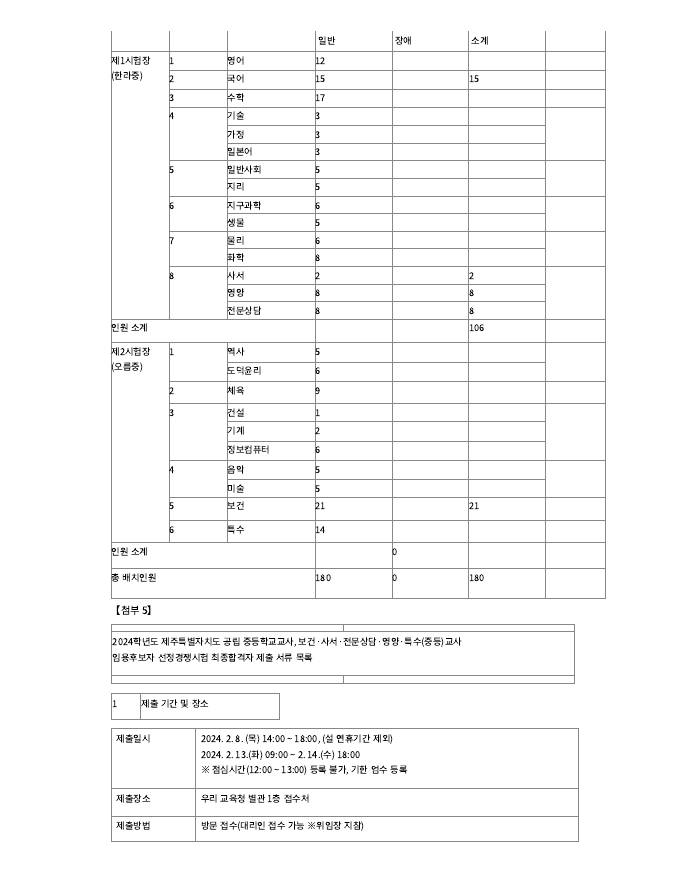 일반 장애 소계
제1시험장 1 영어 12
(한라중) 2 국어 15 15
3 수학 17
4 기술 3
가정 3
일본어 3
5 일반사회 5
지리 5
6 지구과학 6
생물 5
7 물리 6
화학 8
8 사서 2 2
영양 8 8
전문상담 8 8
인원 소계 106
제2시험장 1 역사 5
(오름중)
도덕윤리 6
2 체육 9
3 건설 1
기계 2
정보컴퓨터 6
4 음악 5
미술 5
5 보건 21 21
6 특수 14
인원 소계 0
총 배치인원 180 0 180
【첨부 5】
2024학년도 제주특별자치도 공립 중등학교교사, 보건·사서·전문상담·영양·특수(중등)교사
임용후보자 선정경쟁시험 최종합격자 제출 서류 목록
1 제출 기간 및 장소
제출일시 2024. 2. 8.(목) 14:00 ~ 18:00, (설 연휴기간 제외)
2024. 2. 13.(화) 09:00 ~ 2. 14.(수) 18:00
※ 점심시간(12:00 ~ 13:00) 등록 불가, 기한 엄수 등록
제출장소 우리 교육청 별관 1층 접수처
제출방법 방문 접수(대리인 접수 가능 ※위임장 지참)